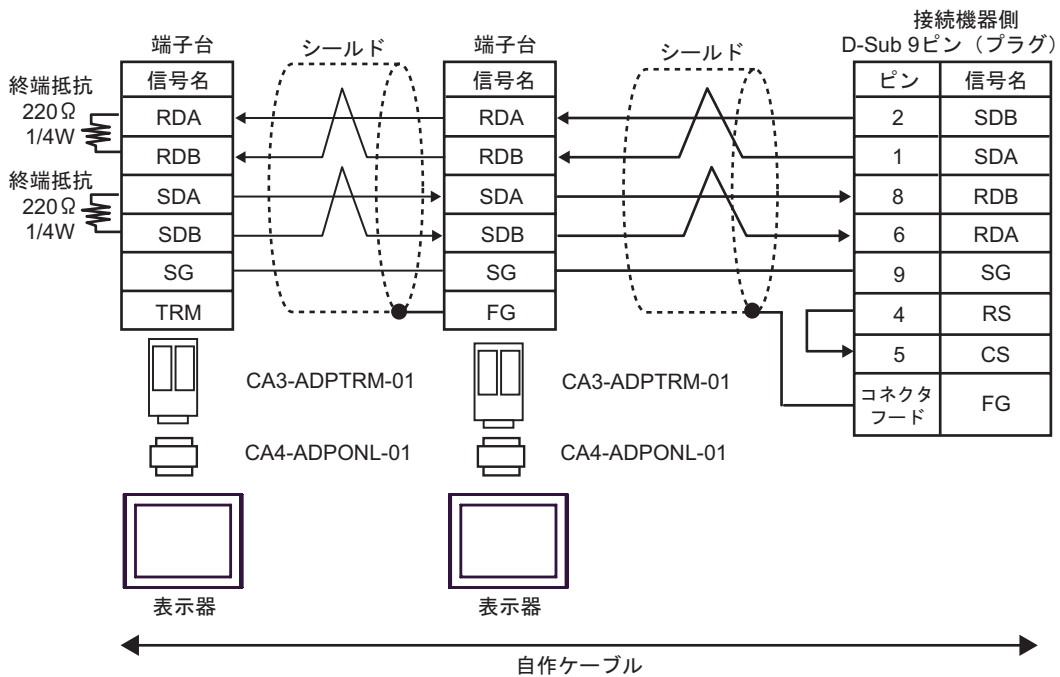 接続機器側
D-Sub 9ピン（プラグ）
端子台
シールド
端子台
シールド
終端抵抗
220Ω
1/4W
終端抵抗
220Ω
1/4W
信号名
RDA
RDB
SDA
SDB
SG
TRM
信号名
RDA
RDB
SDA
SDB
SG
FG
ピン 信号名
2 SDB
1 SDA
8 RDB
6 RDA
9 SG
4 RS
5 CS
コネクタ
フード FG
CA3-ADPTRM-01
CA3-ADPTRM-01
CA4-ADPONL-01
CA4-ADPONL-01
表示器
表示器
自作ケーブル